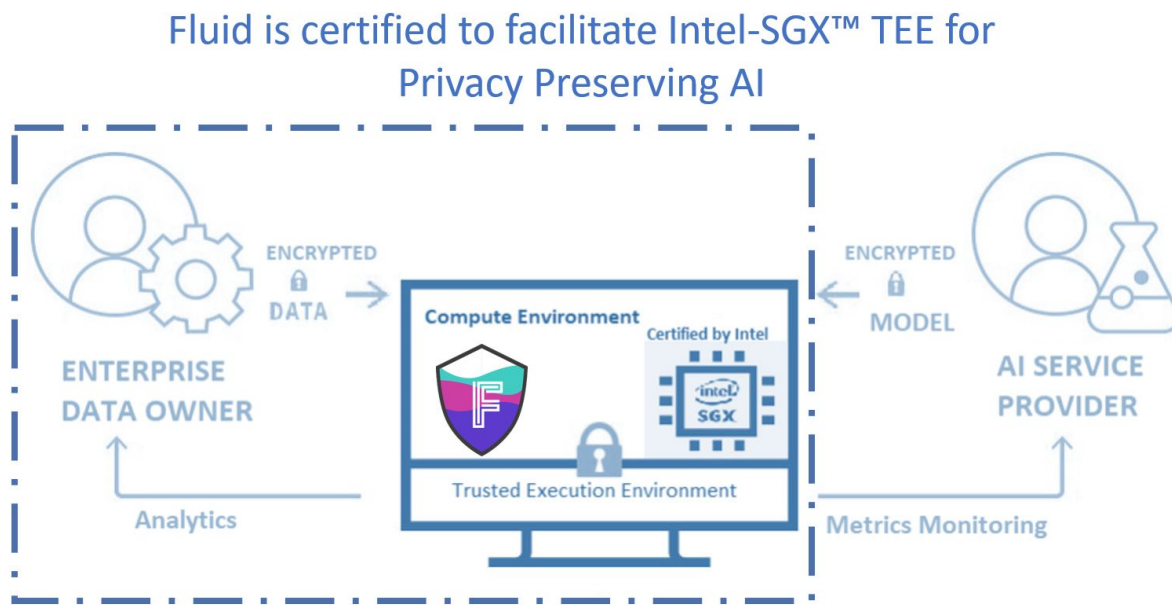 Fluid is certified to facilitate Intel-SGX™ TEE for
Privacy Preserving AI
ENCRYPTED
DATA
ENTERPRISE
DATA OWNER
Analytics
Compute Environment
Certified by Intel
F
intel
SGX
Trusted Execution Environment
ENCRYPTED
MODEL
AI SERVICE
PROVIDER
Metrics Monitoring